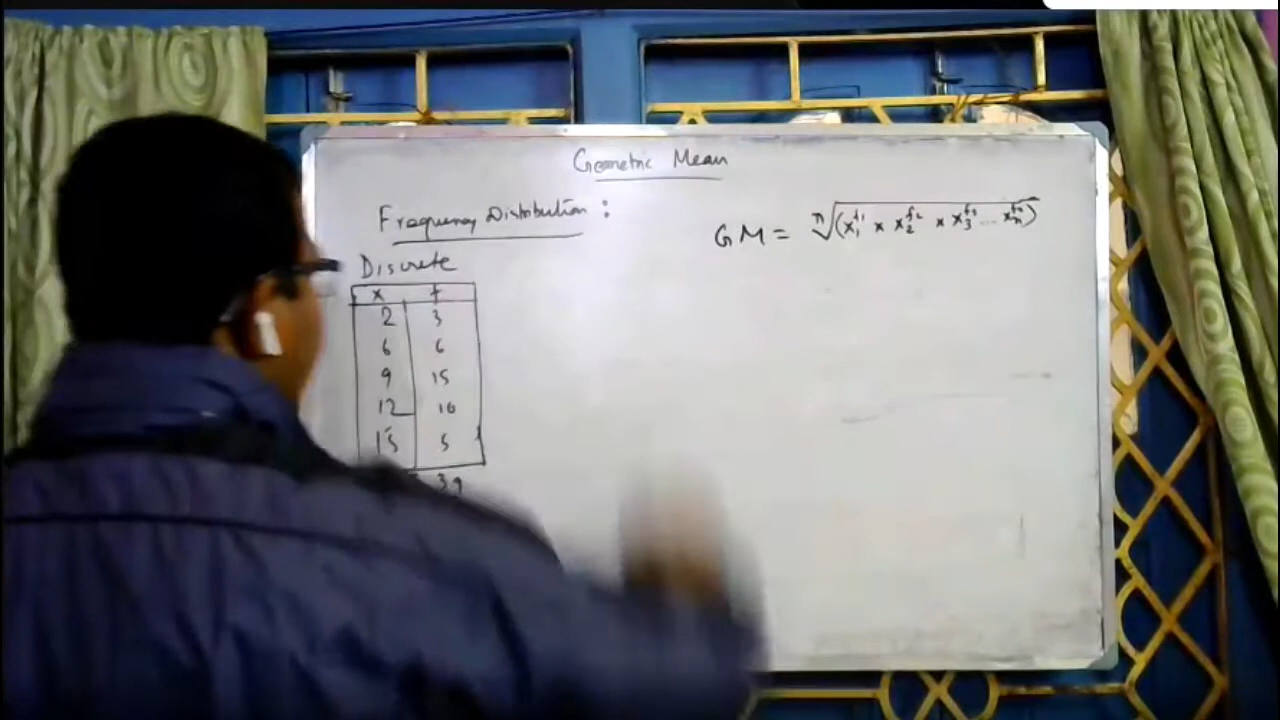 Geometric Mean
Frequency Distribution :
GM = ⁿ√(x₁^f₁ × x₂^f₂ × x₃^f₃ ... xₙ^fₙ)
Discrete
x f
2 3
6 6
9 15
12 10
15 5
39